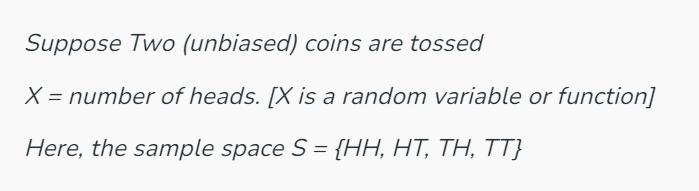 Suppose Two (unbiased) coins are tossed
X = number of heads. [X is a random variable or function]
Here, the sample space S = {HH, HT, TH, TT}